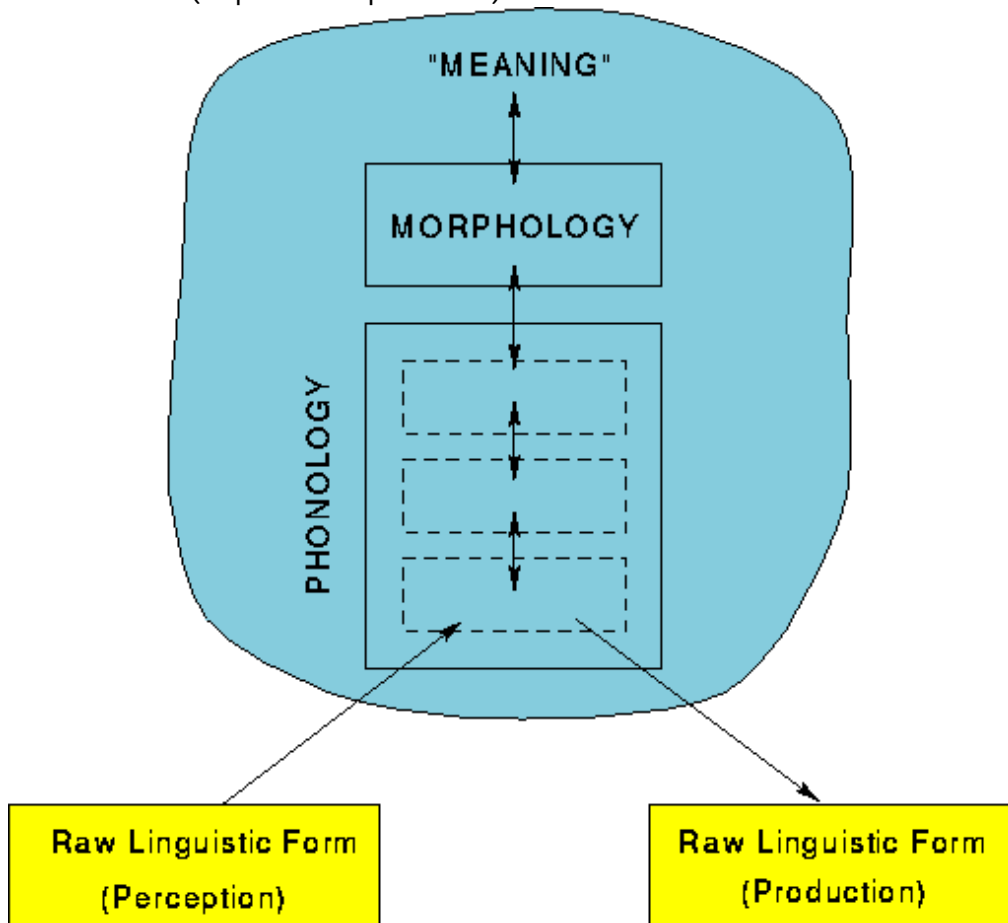 "MEANING"
MORPHOLOGY
PHONOLOGY
Raw Linguistic Form
(Perception)
Raw Linguistic Form
(Production)